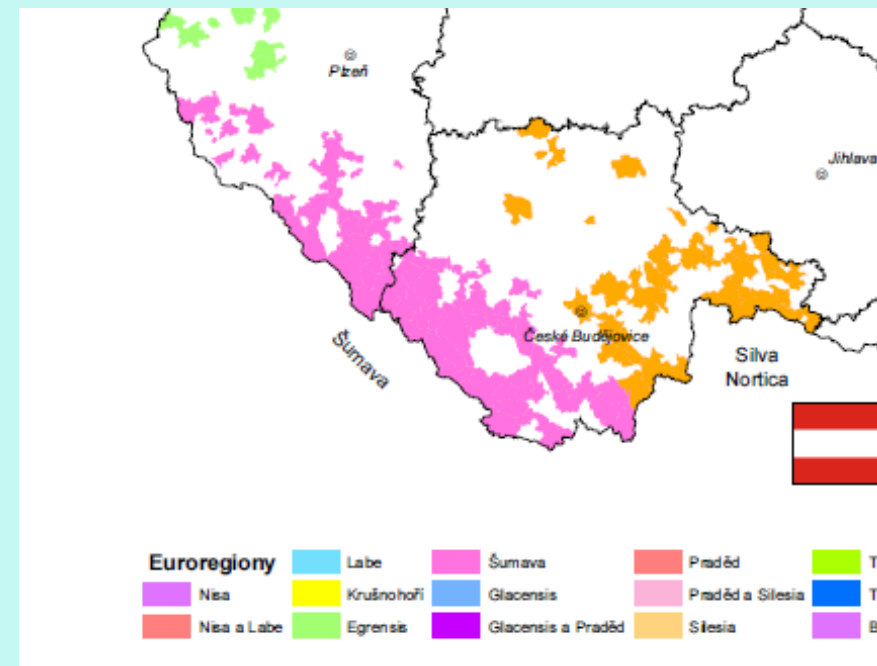 Plzeň
Jihlava
České Budějovice
Šumava
Silva
Nortica
Euroregiony
Labe
Šumava
Praděd
T
Nisa
Krušnohoří
Glacensis
Praděd a Silesia
T
Nisa a Labe
Egrensis
Glacensis a Praděd
Silesia
B